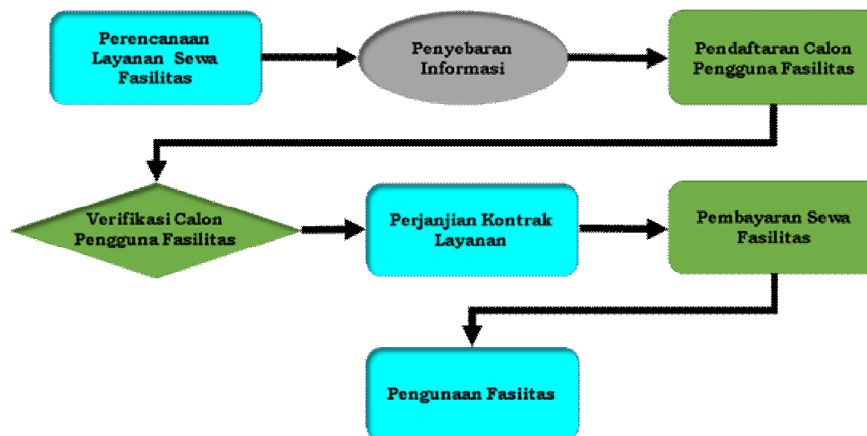 Perencanaan
Layanan Sewa
Fasilitas
Penyebaran
Informasi
Pendaftaran Calon
Pengguna Fasilitas
Verifikasi Calon
Pengguna Fasilitas
Perjanjian Kontrak
Layanan
Pembayaran Sewa
Fasilitas
Pengunaan Fasiitas